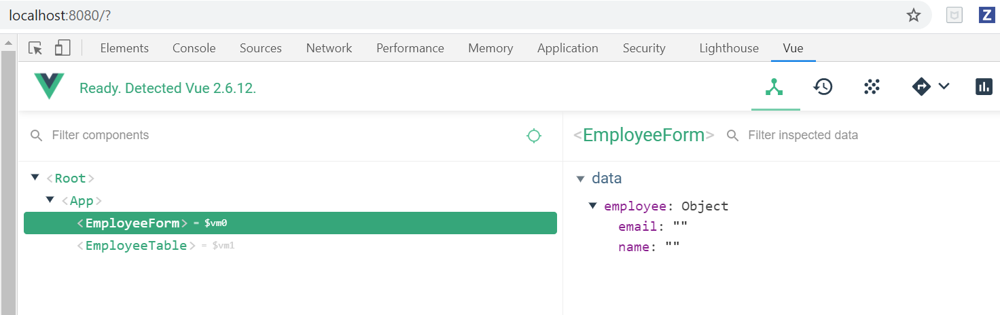 localhost:8080/?
Z
Elements Console Sources Network Performance Memory Application Security Lighthouse Vue
Ready. Detected Vue 2.6.12.
Filter components
<EmployeeForm> Filter inspected data
<Root>
<App>
<EmployeeForm> = $vm0
<EmployeeTable> = $vm1
data
employee: Object
email: ""
name: ""